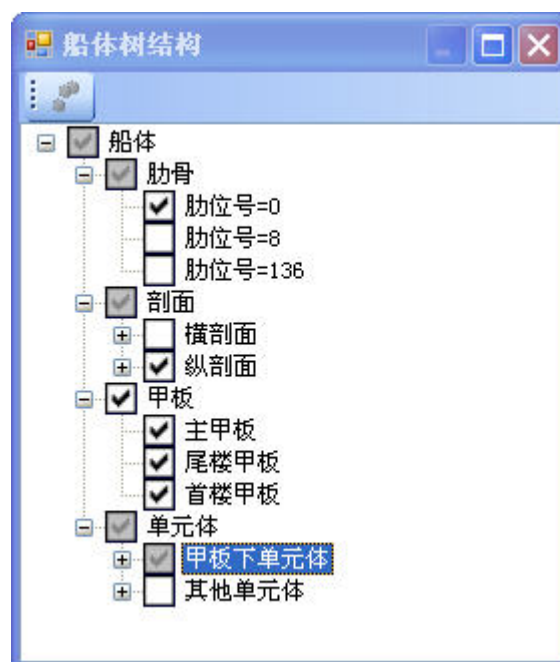 船体树结构
船体
肋骨
肋位号=0
肋位号=8
肋位号=136
剖面
横剖面
纵剖面
甲板
主甲板
尾楼甲板
首楼甲板
单元体
甲板下单元体
其他单元体